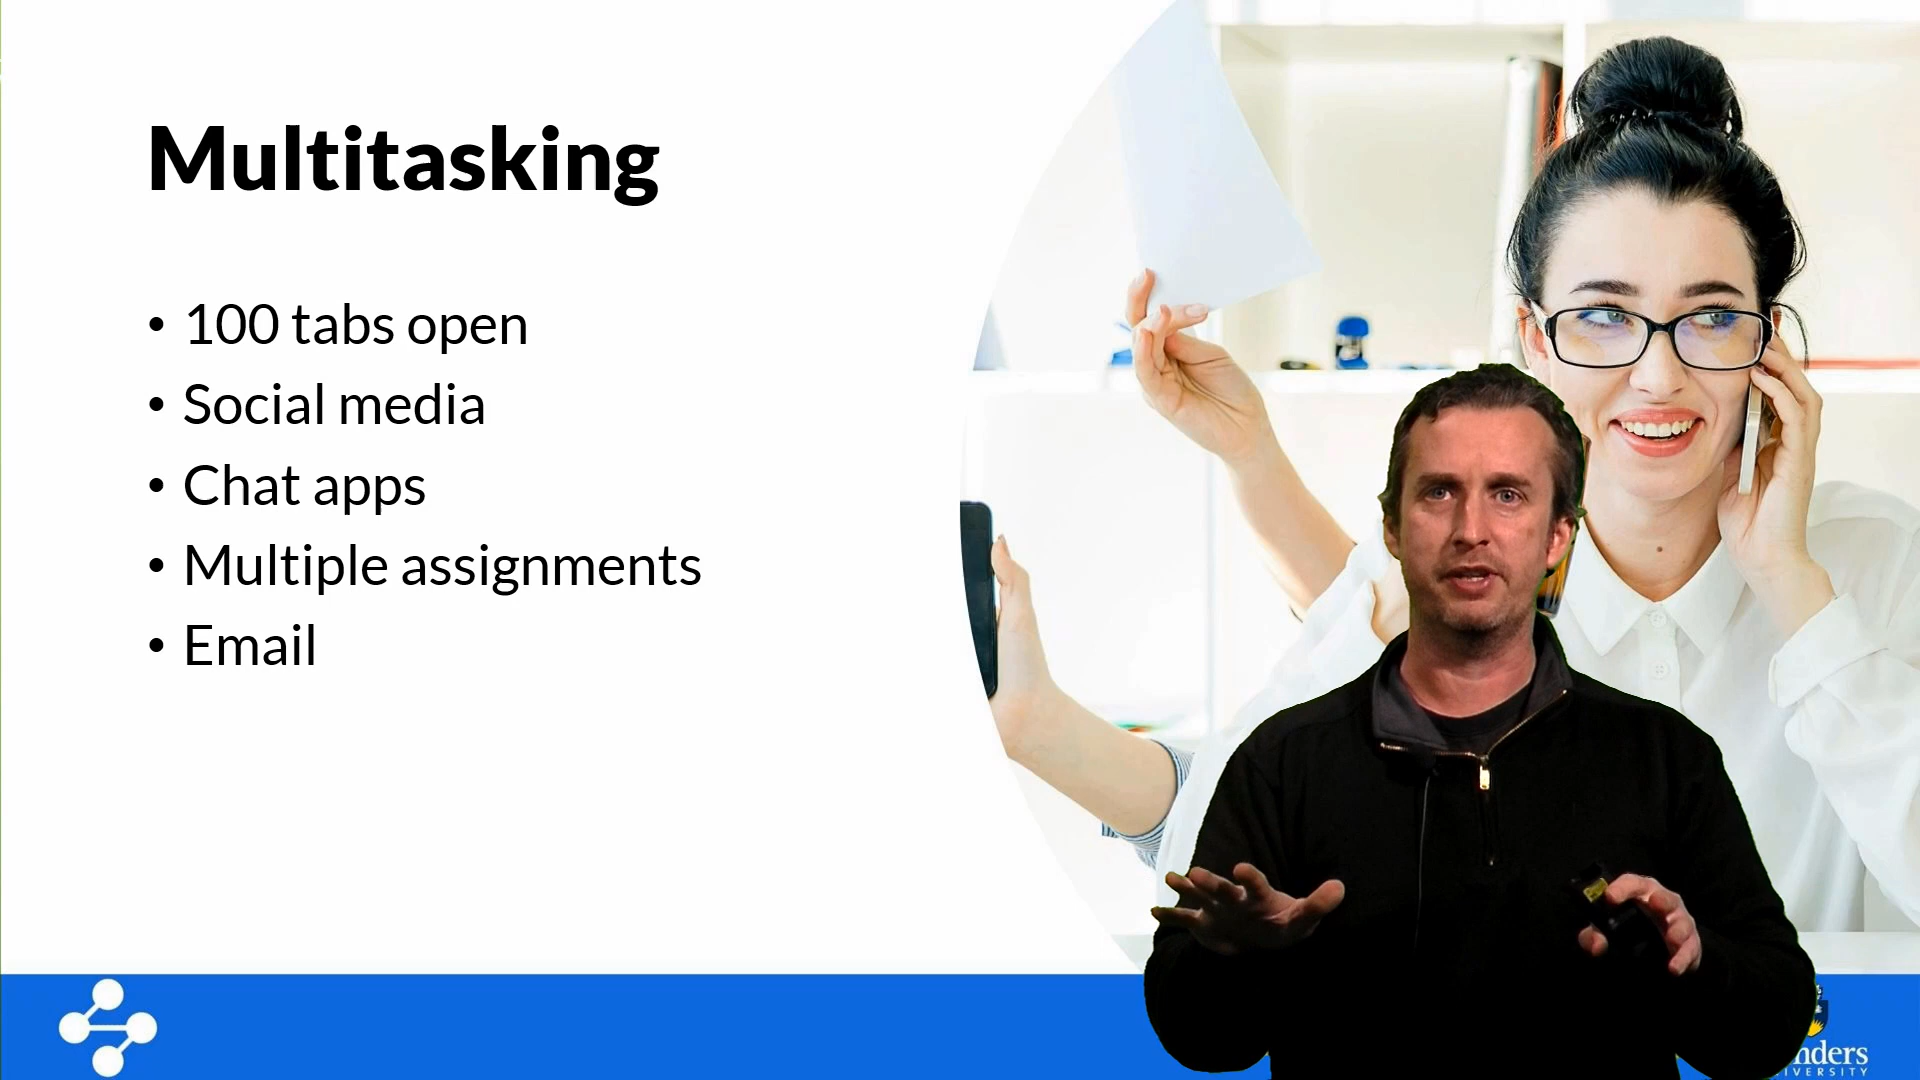 Multitasking
• 100 tabs open
• Social media
• Chat apps
• Multiple assignments
• Email